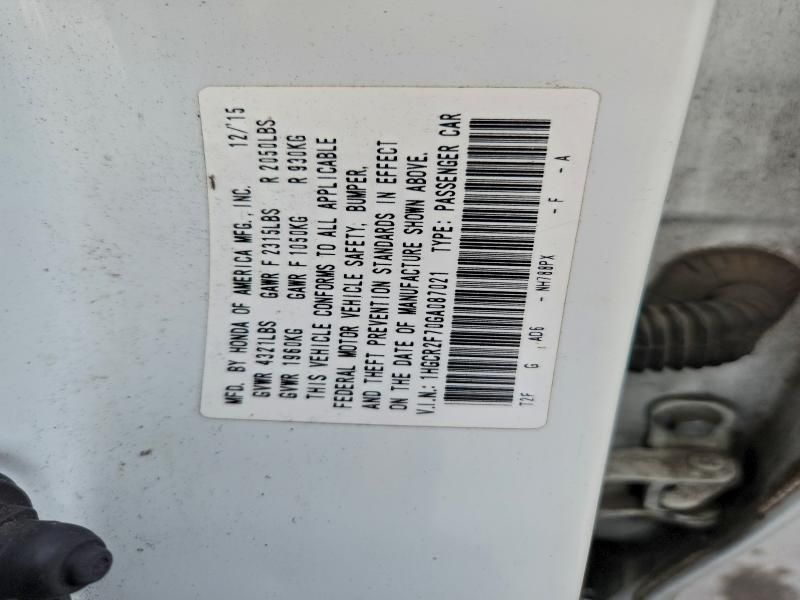 MFD. BY HONDA OF AMERICA MFG., INC. 12/'15
GVWR 4321LBS GAWR F 2315LBS R 2050LBS
GVWR 1960KG GAWR F 1050KG R 930KG
THIS VEHICLE CONFORMS TO ALL APPLICABLE
FEDERAL MOTOR VEHICLE SAFETY, BUMPER,
AND THEFT PREVENTION STANDARDS IN EFFECT
ON THE DATE OF MANUFACTURE SHOWN ABOVE.
V.I.N.: 1HGCR2F70GA087021 TYPE: PASSENGER CAR
T2F G AD6 - NH788PX - F - A